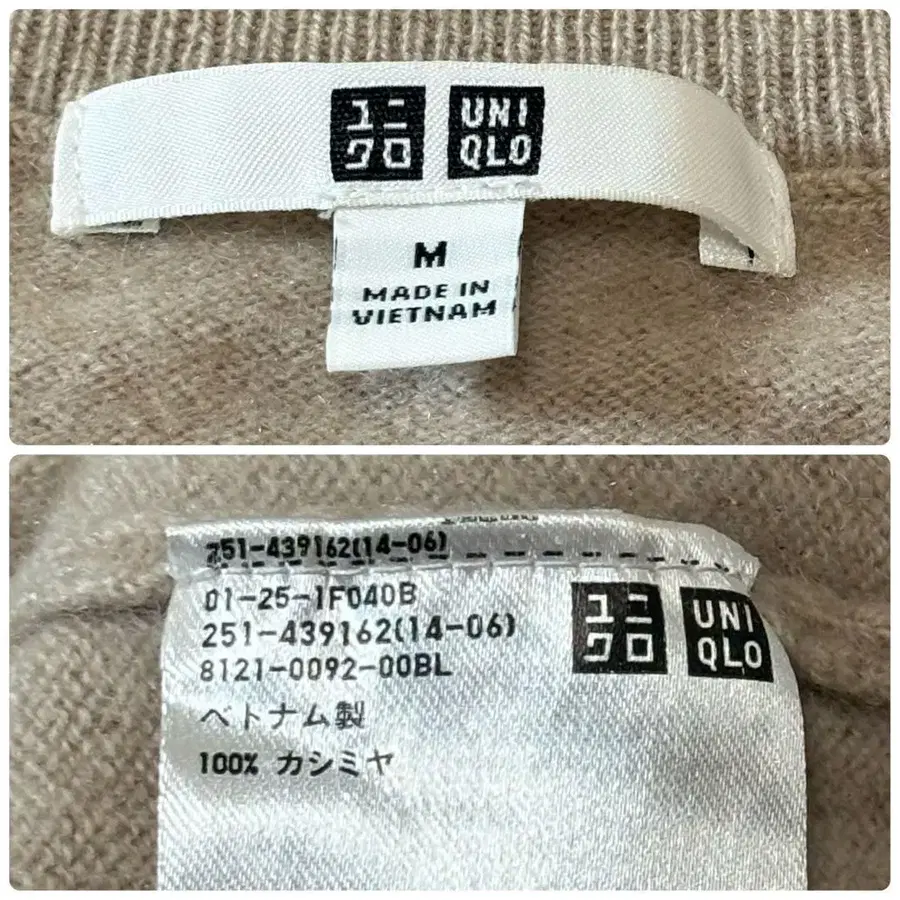 ユニ
クロ
UNI
QLO
M
MADE IN
VIETNAM
251-439162(14-06)
01-25-1F040B
251-439162(14-06)
8121-0092-00BL
ベトナム製
100% カシミヤ
ユニ
クロ
UNI
QLO